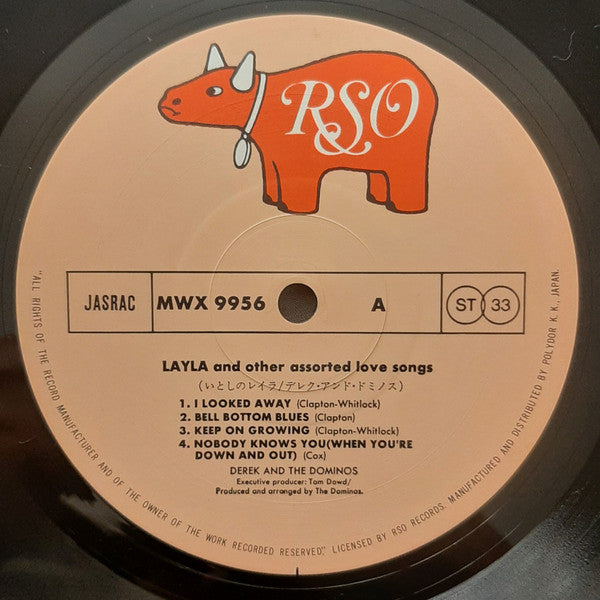 RSO
JASRAC
MWX 9956
A
ST 33
LAYLA and other assorted love songs
(いとしのレイラ/デレク・アンド・ドミノス)
1. I LOOKED AWAY (Clapton-Whitlock)
2. BELL BOTTOM BLUES (Clapton)
3. KEEP ON GROWING (Clapton-Whitlock)
4. NOBODY KNOWS YOU(WHEN YOU'RE
DOWN AND OUT) (Cox)
DEREK AND THE DOMINOS
Executive producer: Tom Dowd/
Produced and arranged by The Dominos.
"ALL RIGHTS OF THE RECORD MANUFACTURER AND OF THE OWNER OF THE WORK RECORDED RESERVED." LICENSED BY RSO RECORDS. MANUFACTURED AND DISTRIBUTED BY POLYDOR K. K., JAPAN.